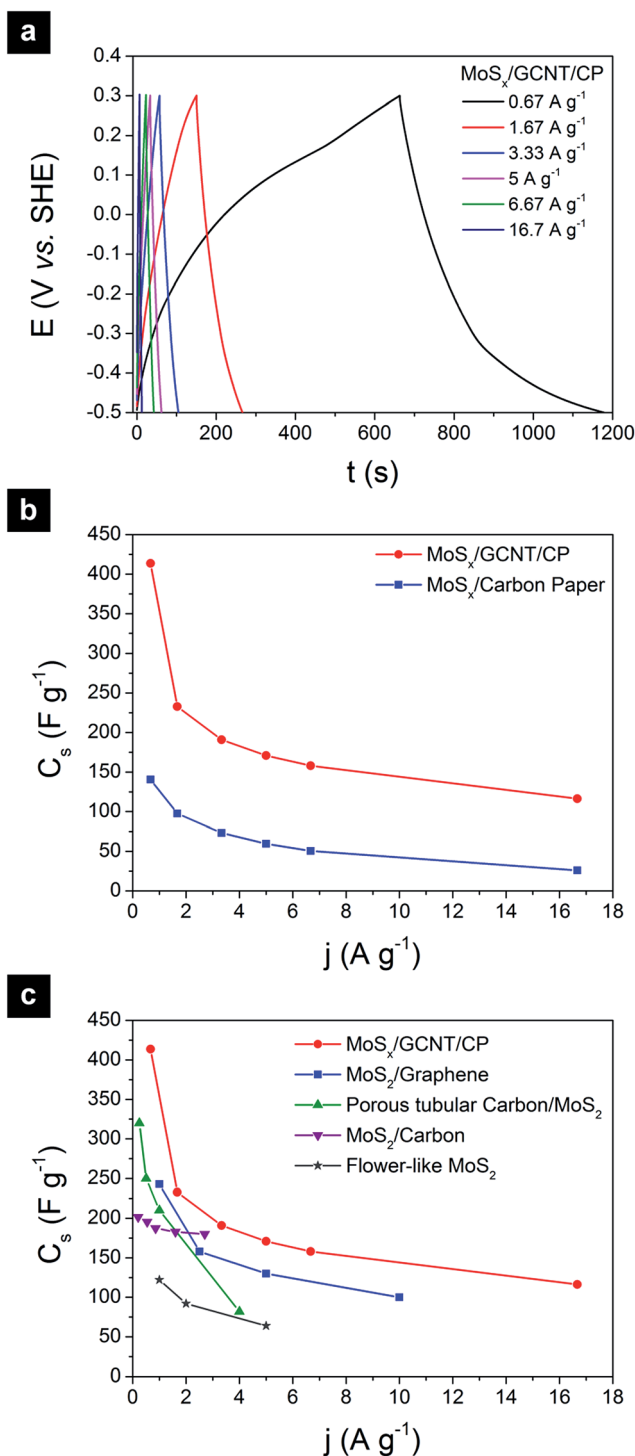 a
MoSₓ/GCNT/CP
0.67 A g⁻¹
1.67 A g⁻¹
3.33 A g⁻¹
5 A g⁻¹
6.67 A g⁻¹
16.7 A g⁻¹
0.4
0.3
0.2
0.1
0.0
-0.1
-0.2
-0.3
-0.4
-0.5
E (V vs. SHE)
0 200 400 600 800 1000 1200
t (s)
b
MoSₓ/GCNT/CP
MoSₓ/Carbon Paper
450
400
350
300
250
200
150
100
50
0
Cₛ (F g⁻¹)
0 2 4 6 8 10 12 14 16 18
j (A g⁻¹)
c
MoSₓ/GCNT/CP
MoS₂/Graphene
Porous tubular Carbon/MoS₂
MoS₂/Carbon
Flower-like MoS₂
450
400
350
300
250
200
150
100
50
0
Cₛ (F g⁻¹)
0 2 4 6 8 10 12 14 16 18
j (A g⁻¹)